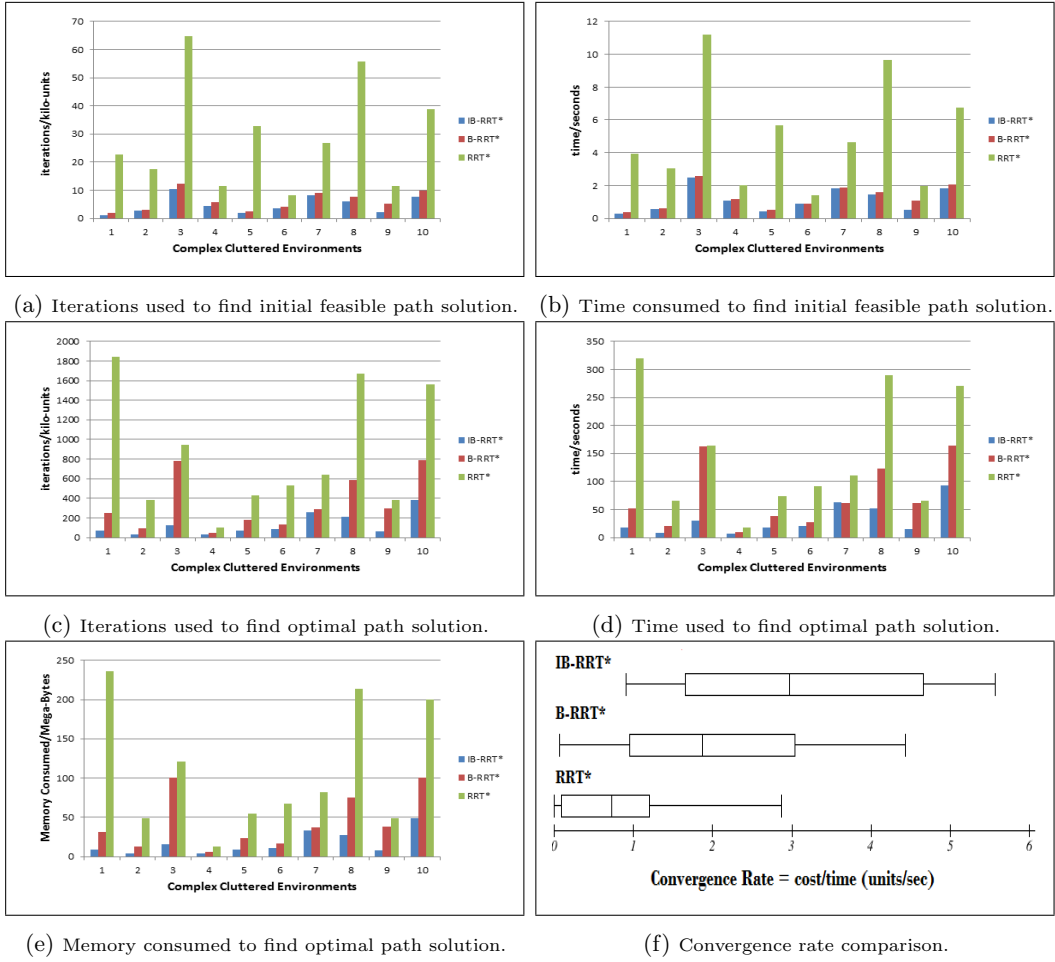 70
60
50
40
30
20
10
0
iterations/kilo-units
1 2 3 4 5 6 7 8 9 10
Complex Cluttered Environments
IB-RRT*
B-RRT*
RRT*
(a) Iterations used to find initial feasible path solution.
12
10
8
6
4
2
0
time/seconds
1 2 3 4 5 6 7 8 9 10
Complex Cluttered Environments
IB-RRT*
B-RRT*
RRT*
(b) Time consumed to find initial feasible path solution.
2000
1800
1600
1400
1200
1000
800
600
400
200
0
iterations/kilo-units
1 2 3 4 5 6 7 8 9 10
Complex Cluttered Environments
IB-RRT*
B-RRT*
RRT*
(c) Iterations used to find optimal path solution.
350
300
250
200
150
100
50
0
time/seconds
1 2 3 4 5 6 7 8 9 10
Complex Cluttered Environments
IB-RRT*
B-RRT*
RRT*
(d) Time used to find optimal path solution.
250
200
150
100
50
0
Memory Consumed/Mega-Bytes
1 2 3 4 5 6 7 8 9 10
Complex Cluttered Environments
IB-RRT*
B-RRT*
RRT*
(e) Memory consumed to find optimal path solution.
IB-RRT*
B-RRT*
RRT*
0 1 2 3 4 5 6
Convergence Rate = cost/time (units/sec)
(f) Convergence rate comparison.